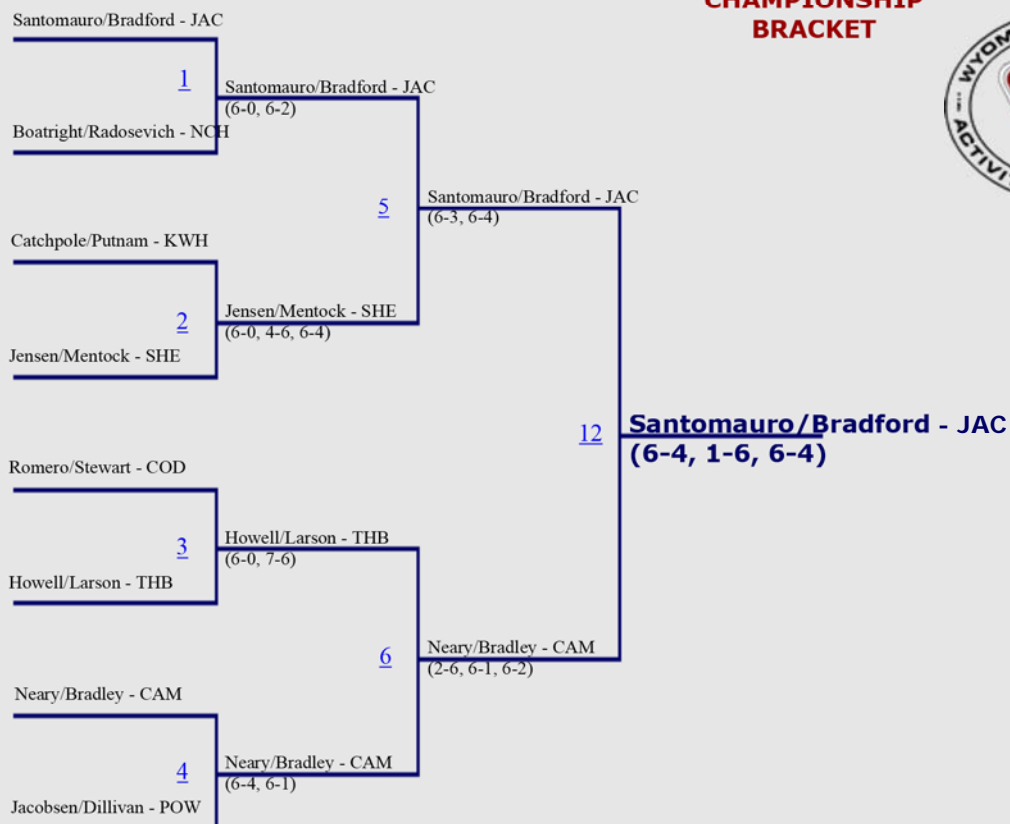 CHAMPIONSHIP
BRACKET
WYOM
ACTIVI
Santomauro/Bradford - JAC
1
Santomauro/Bradford - JAC
(6-0, 6-2)
Boatright/Radosevich - NCH
5
Santomauro/Bradford - JAC
(6-3, 6-4)
Catchpole/Putnam - KWH
2
Jensen/Mentock - SHE
(6-0, 4-6, 6-4)
Jensen/Mentock - SHE
12
Santomauro/Bradford - JAC
(6-4, 1-6, 6-4)
Romero/Stewart - COD
3
Howell/Larson - THB
(6-0, 7-6)
Howell/Larson - THB
6
Neary/Bradley - CAM
(2-6, 6-1, 6-2)
Neary/Bradley - CAM
4
Neary/Bradley - CAM
(6-4, 6-1)
Jacobsen/Dillivan - POW